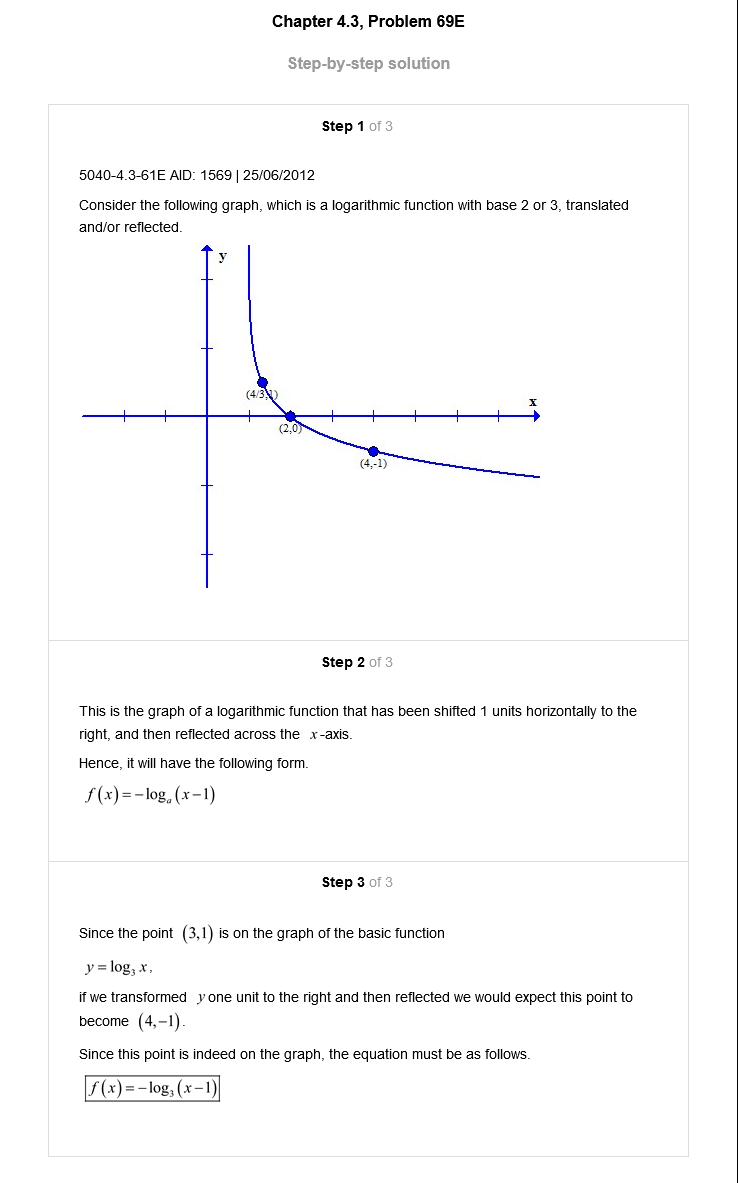 Chapter 4.3, Problem 69E
Step-by-step solution
Step 1 of 3
5040-4.3-61E AID: 1569 | 25/06/2012
Consider the following graph, which is a logarithmic function with base 2 or 3, translated
and/or reflected.
y
x
(4/3,1)
(2,0)
(4,-1)
Step 2 of 3
This is the graph of a logarithmic function that has been shifted 1 units horizontally to the
right, and then reflected across the x-axis.
Hence, it will have the following form.
f(x)=−logₐ(x−1)
Step 3 of 3
Since the point (3,1) is on the graph of the basic function
y=log₃ x,
if we transformed y one unit to the right and then reflected we would expect this point to
become (4,−1).
Since this point is indeed on the graph, the equation must be as follows.
f(x)=−log₃(x−1)